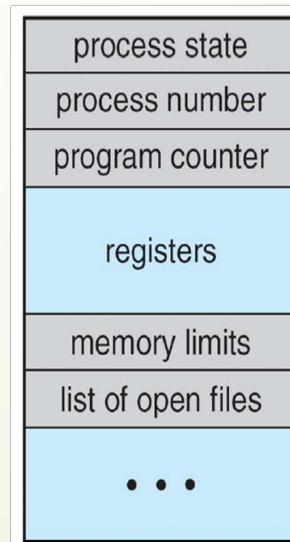 process state
process number
program counter
registers
memory limits
list of open files
• • •